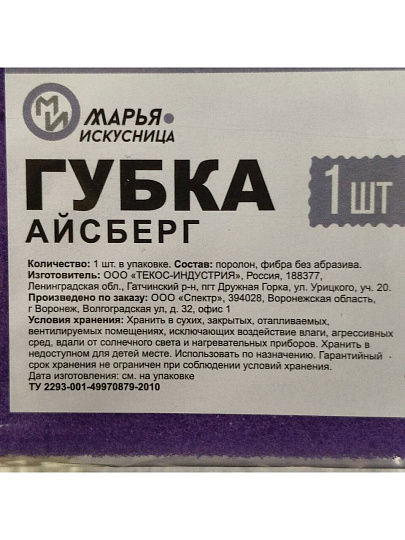 МИ МАРЬЯ-
ИСКУСНИЦА
ГУБКА
1 ШТ
АЙСБЕРГ
Количество: 1 шт. в упаковке. Состав: поролон, фибра без абразива.
Изготовитель: ООО «ТЕКОС-ИНДУСТРИЯ», Россия, 188377,
Ленинградская обл., Гатчинский р-н, пгт Дружная Горка, ул. Урицкого, уч. 20.
Произведено по заказу: ООО «Спектр», 394028, Воронежская область,
г Воронеж, Волгоградская ул, д. 32, офис 1
Условия хранения: Хранить в сухих, закрытых, отапливаемых,
вентилируемых помещениях, исключающих воздействие влаги, агрессивных
сред, вдали от солнечного света и нагревательных приборов. Хранить в
недоступном для детей месте. Использовать по назначению. Гарантийный
срок хранения не ограничен при соблюдении условий хранения.
Дата изготовления: см. на упаковке
ТУ 2293-001-49970879-2010